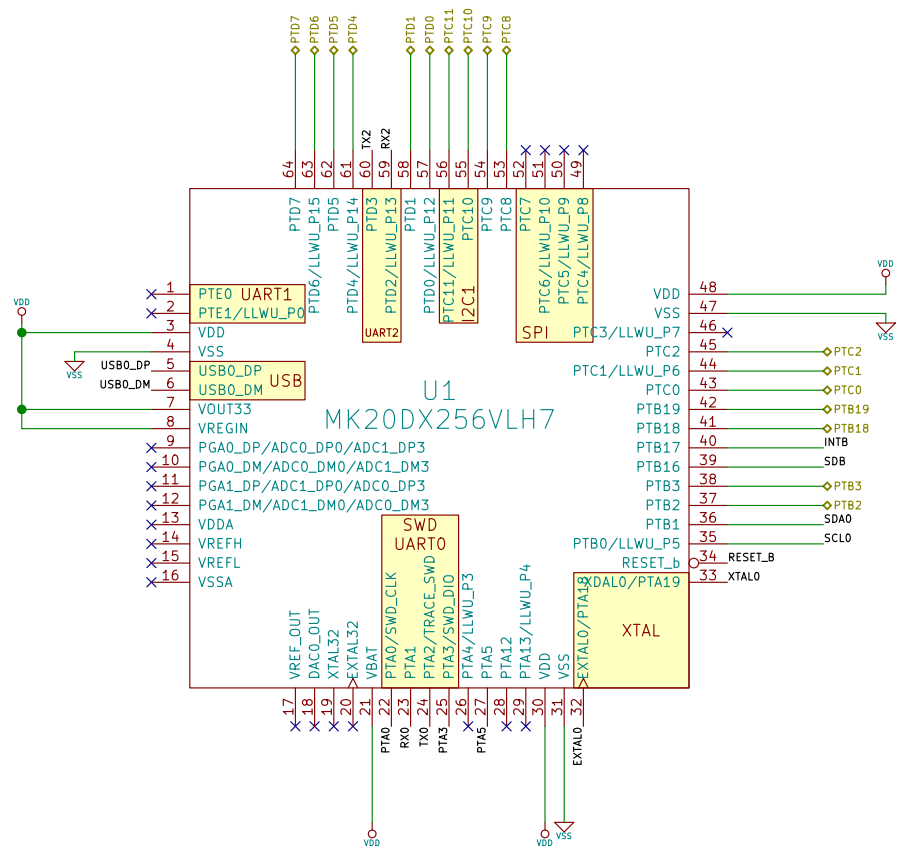 PTD7
PTD6
PTD5
PTD4
PTD1
PTD0
PTC11
PTC10
PTC9
PTC8
TX2
RX2
64
63
62
61
60
59
58
57
56
55
54
53
52
51
50
49
PTD7
PTD6/LLWU_P15
PTD5
PTD4/LLWU_P14
PTD3
PTD2/LLWU_P13
PTD1
PTD0/LLWU_P12
PTC11/LLWU_P11
PTC10
PTC9
PTC8
PTC7
PTC6/LLWU_P10
PTC5/LLWU_P9
PTC4/LLWU_P8
UART2
I2C1
SPI
VDD
1 PTE0 UART1
2 PTE1/LLWU_P0
3 VDD
4 VSS
VSS
USB0_DP 5 USB0_DP
USB0_DM 6 USB0_DM
USB
7 VOUT33
8 VREGIN
9 PGA0_DP/ADC0_DP0/ADC1_DP3
10 PGA0_DM/ADC0_DM0/ADC1_DM3
11 PGA1_DP/ADC1_DP0/ADC0_DP3
12 PGA1_DM/ADC1_DM0/ADC0_DM3
13 VDDA
14 VREFH
15 VREFL
16 VSSA
U1
MK20DX256VLH7
VDD
VDD 48
VSS 47
VSS
PTC3/LLWU_P7 46
PTC2 45 PTC2
PTC1/LLWU_P6 44 PTC1
PTC0 43 PTC0
PTB19 42 PTB19
PTB18 41 PTB18
PTB17 40 INTB
PTB16 39 SDB
PTB3 38 PTB3
PTB2 37 PTB2
PTB1 36 SDA0
PTB0/LLWU_P5 35 SCL0
RESET_b 34 RESET_B
XDAL0/PTA19 33 XTAL0
SWD
UART0
XTAL
VREF_OUT
DAC0_OUT
XTAL32
EXTAL32
VBAT
PTA0/SWD_CLK
PTA1
PTA2/TRACE_SWD
PTA3/SWD_DIO
PTA4/LLWU_P3
PTA5
PTA12
PTA13/LLWU_P4
VDD
VSS
EXTAL0/PTA18
17
18
19
20
21
22
23
24
25
26
27
28
29
30
31
32
PTA0
RX0
TX0
PTA3
PTA5
EXTAL0
VDD
VDD
VSS